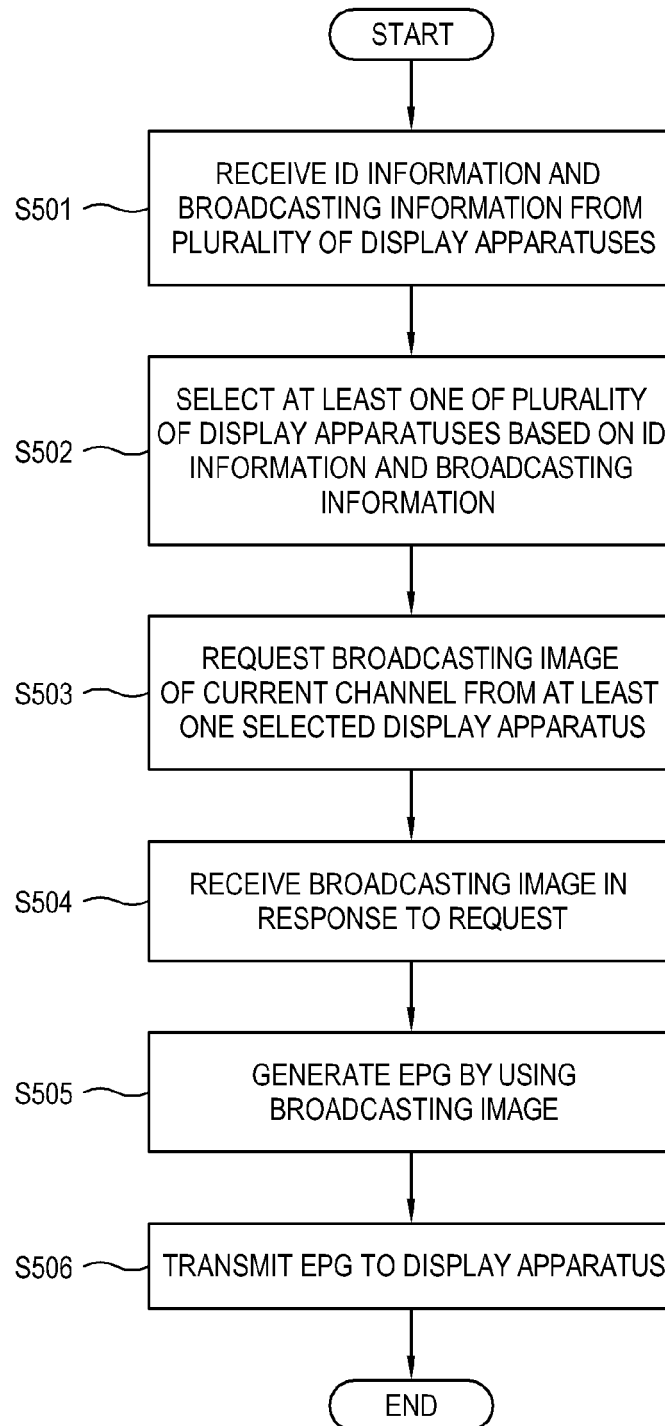 START
S501
RECEIVE ID INFORMATION AND
BROADCASTING INFORMATION FROM
PLURALITY OF DISPLAY APPARATUSES
S502
SELECT AT LEAST ONE OF PLURALITY
OF DISPLAY APPARATUSES BASED ON ID
INFORMATION AND BROADCASTING
INFORMATION
S503
REQUEST BROADCASTING IMAGE
OF CURRENT CHANNEL FROM AT LEAST
ONE SELECTED DISPLAY APPARATUS
S504
RECEIVE BROADCASTING IMAGE IN
RESPONSE TO REQUEST
S505
GENERATE EPG BY USING
BROADCASTING IMAGE
S506
TRANSMIT EPG TO DISPLAY APPARATUS
END